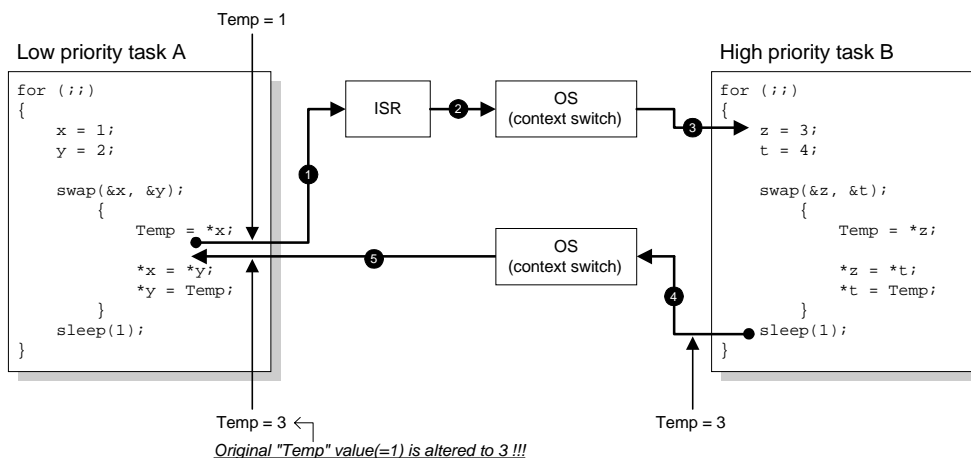 Temp = 1
Low priority task A
for (;;)
{
x = 1;
y = 2;
swap(&x, &y);
{
Temp = *x;
*x = *y;
*y = Temp;
}
sleep(1);
}
1
ISR
2
OS
(context switch)
3
High priority task B
for (;;)
{
z = 3;
t = 4;
swap(&z, &t);
{
Temp = *z;
*z = *t;
*t = Temp;
}
sleep(1);
}
4
OS
(context switch)
5
Temp = 3
Temp = 3
Original "Temp" value(=1) is altered to 3 !!!